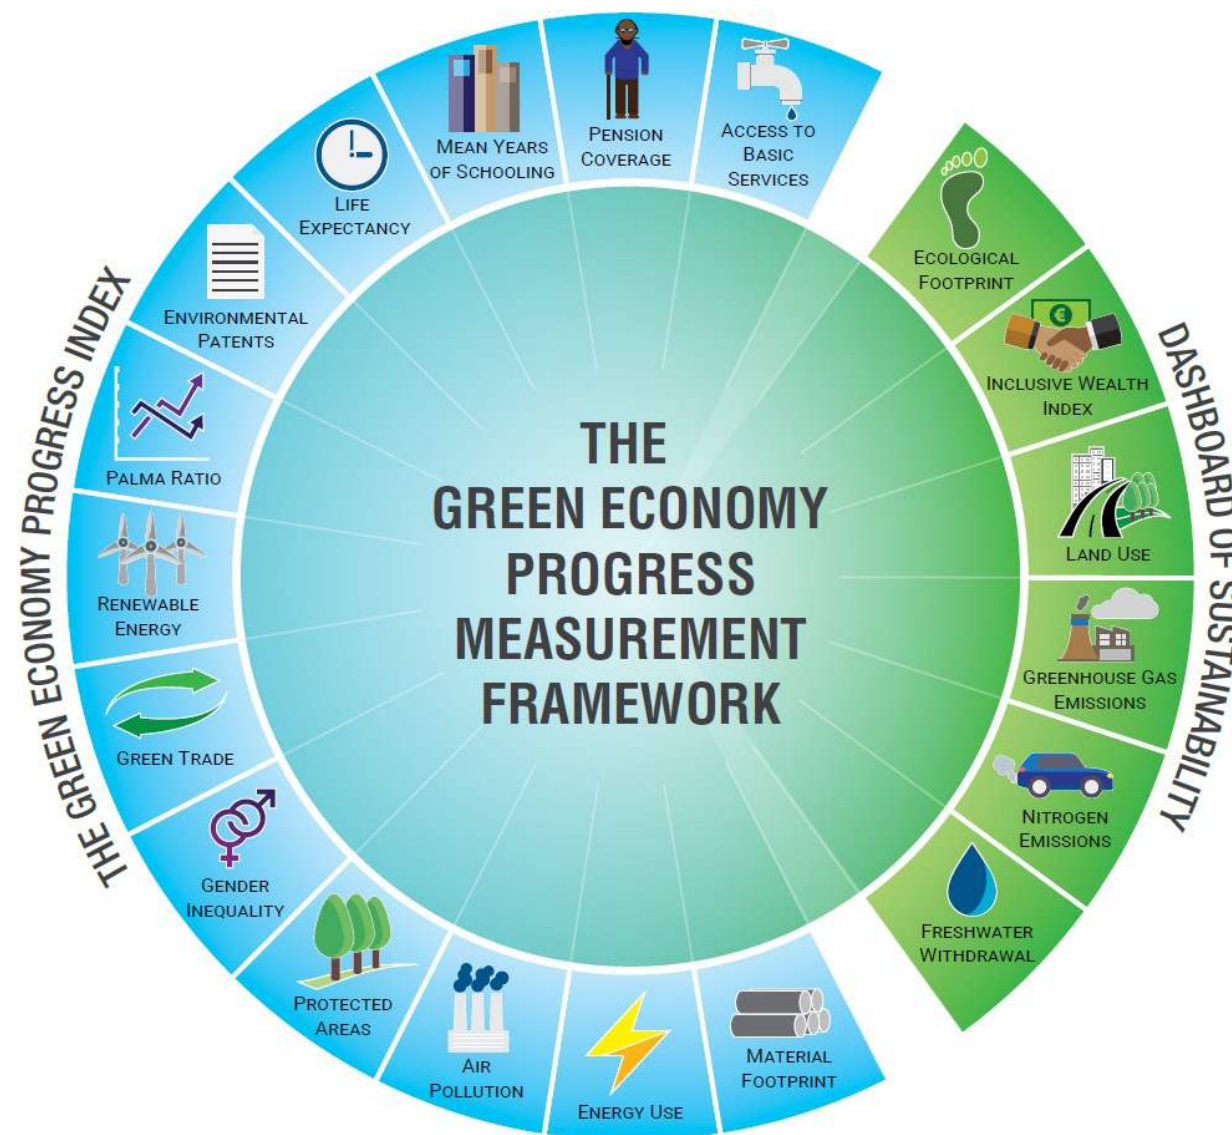 THE
GREEN ECONOMY
PROGRESS
MEASUREMENT
FRAMEWORK
THE GREEN ECONOMY PROGRESS INDEX
ACCESS TO
BASIC
SERVICES
PENSION
COVERAGE
MEAN YEARS
OF SCHOOLING
LIFE
EXPECTANCY
ENVIRONMENTAL
PATENTS
PALMA RATIO
RENEWABLE
ENERGY
GREEN TRADE
GENDER
INEQUALITY
PROTECTED
AREAS
AIR
POLLUTION
ENERGY USE
MATERIAL
FOOTPRINT
DASHBOARD OF SUSTAINABILITY
ECOLOGICAL
FOOTPRINT
€
INCLUSIVE WEALTH
INDEX
LAND USE
GREENHOUSE GAS
EMISSIONS
NITROGEN
EMISSIONS
FRESHWATER
WITHDRAWAL